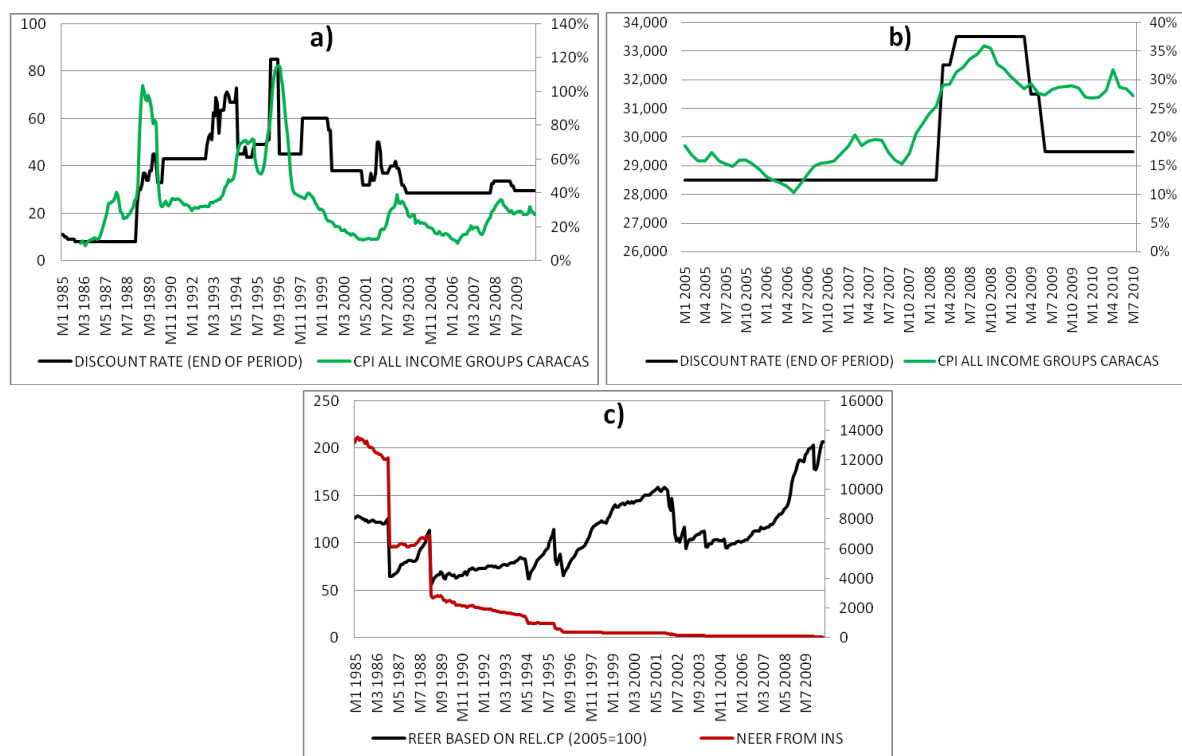 a)
100
80
60
40
20
0
140%
120%
100%
80%
60%
40%
20%
0%
M1 1985
M3 1986
M5 1987
M7 1988
M9 1989
M11 1990
M1 1992
M3 1993
M5 1994
M7 1995
M9 1996
M11 1997
M1 1999
M3 2000
M5 2001
M7 2002
M9 2003
M11 2004
M1 2006
M3 2007
M5 2008
M7 2009
DISCOUNT RATE (END OF PERIOD) CPI ALL INCOME GROUPS CARACAS
b)
34,000
33,000
32,000
31,000
30,000
29,000
28,000
27,000
26,000
40%
35%
30%
25%
20%
15%
10%
5%
0%
M1 2005
M4 2005
M7 2005
M10 2005
M1 2006
M4 2006
M7 2006
M10 2006
M1 2007
M4 2007
M7 2007
M10 2007
M1 2008
M4 2008
M7 2008
M10 2008
M1 2009
M4 2009
M7 2009
M10 2009
M1 2010
M4 2010
M7 2010
DISCOUNT RATE (END OF PERIOD) CPI ALL INCOME GROUPS CARACAS
c)
250
200
150
100
50
0
16000
14000
12000
10000
8000
6000
4000
2000
0
M1 1985
M3 1986
M5 1987
M7 1988
M9 1989
M11 1990
M1 1992
M3 1993
M5 1994
M7 1995
M9 1996
M11 1997
M1 1999
M3 2000
M5 2001
M7 2002
M9 2003
M11 2004
M1 2006
M3 2007
M5 2008
M7 2009
REER BASED ON REL.CP (2005=100) NEER FROM INS